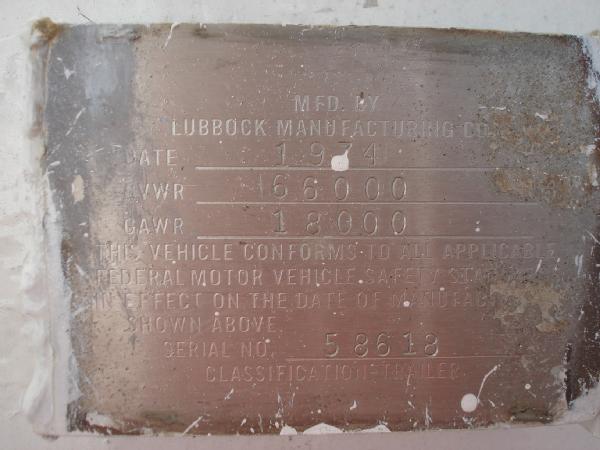 MFD. BY
LUBBOCK MANUFACTURING CO.
DATE 1974
GVWR 66000
GAWR 18000
THIS VEHICLE CONFORMS TO ALL APPLICABLE
FEDERAL MOTOR VEHICLE SAFETY
IN EFFECT ON THE DATE OF
SHOWN ABOVE
SERIAL NO. 58618
CLASSIFICATION-TRAILER